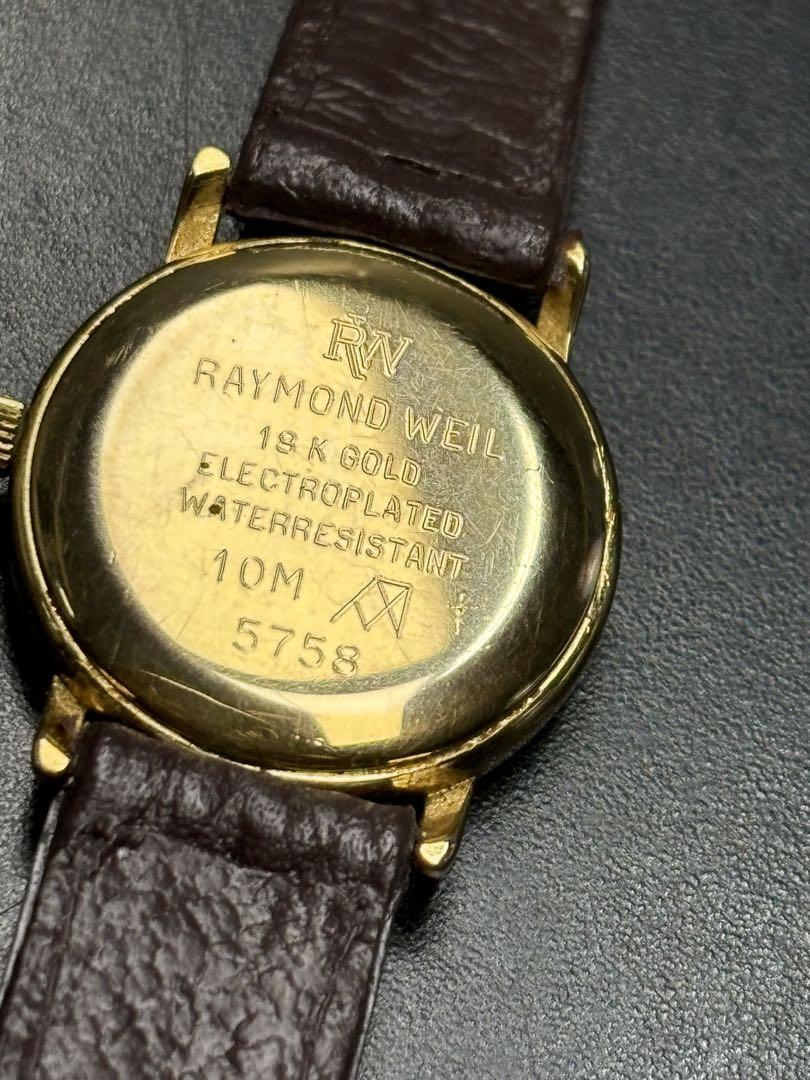 RW
RAYMOND WEIL
18 K GOLD
ELECTROPLATED
WATERRESISTANT
10M
5758